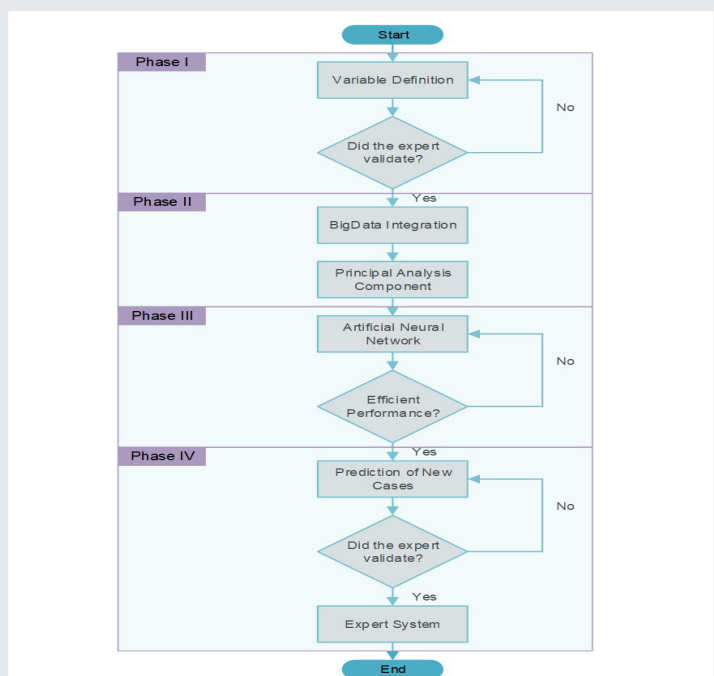 Start
Phase I
Variable Definition
No
Did the expert
validate?
Yes
Phase II
BigData Integration
Principal Analysis
Component
Phase III
Artificial Neural
Network
No
Efficient
Performance?
Yes
Phase IV
Prediction of New
Cases
No
Did the expert
validate?
Yes
Expert System
End